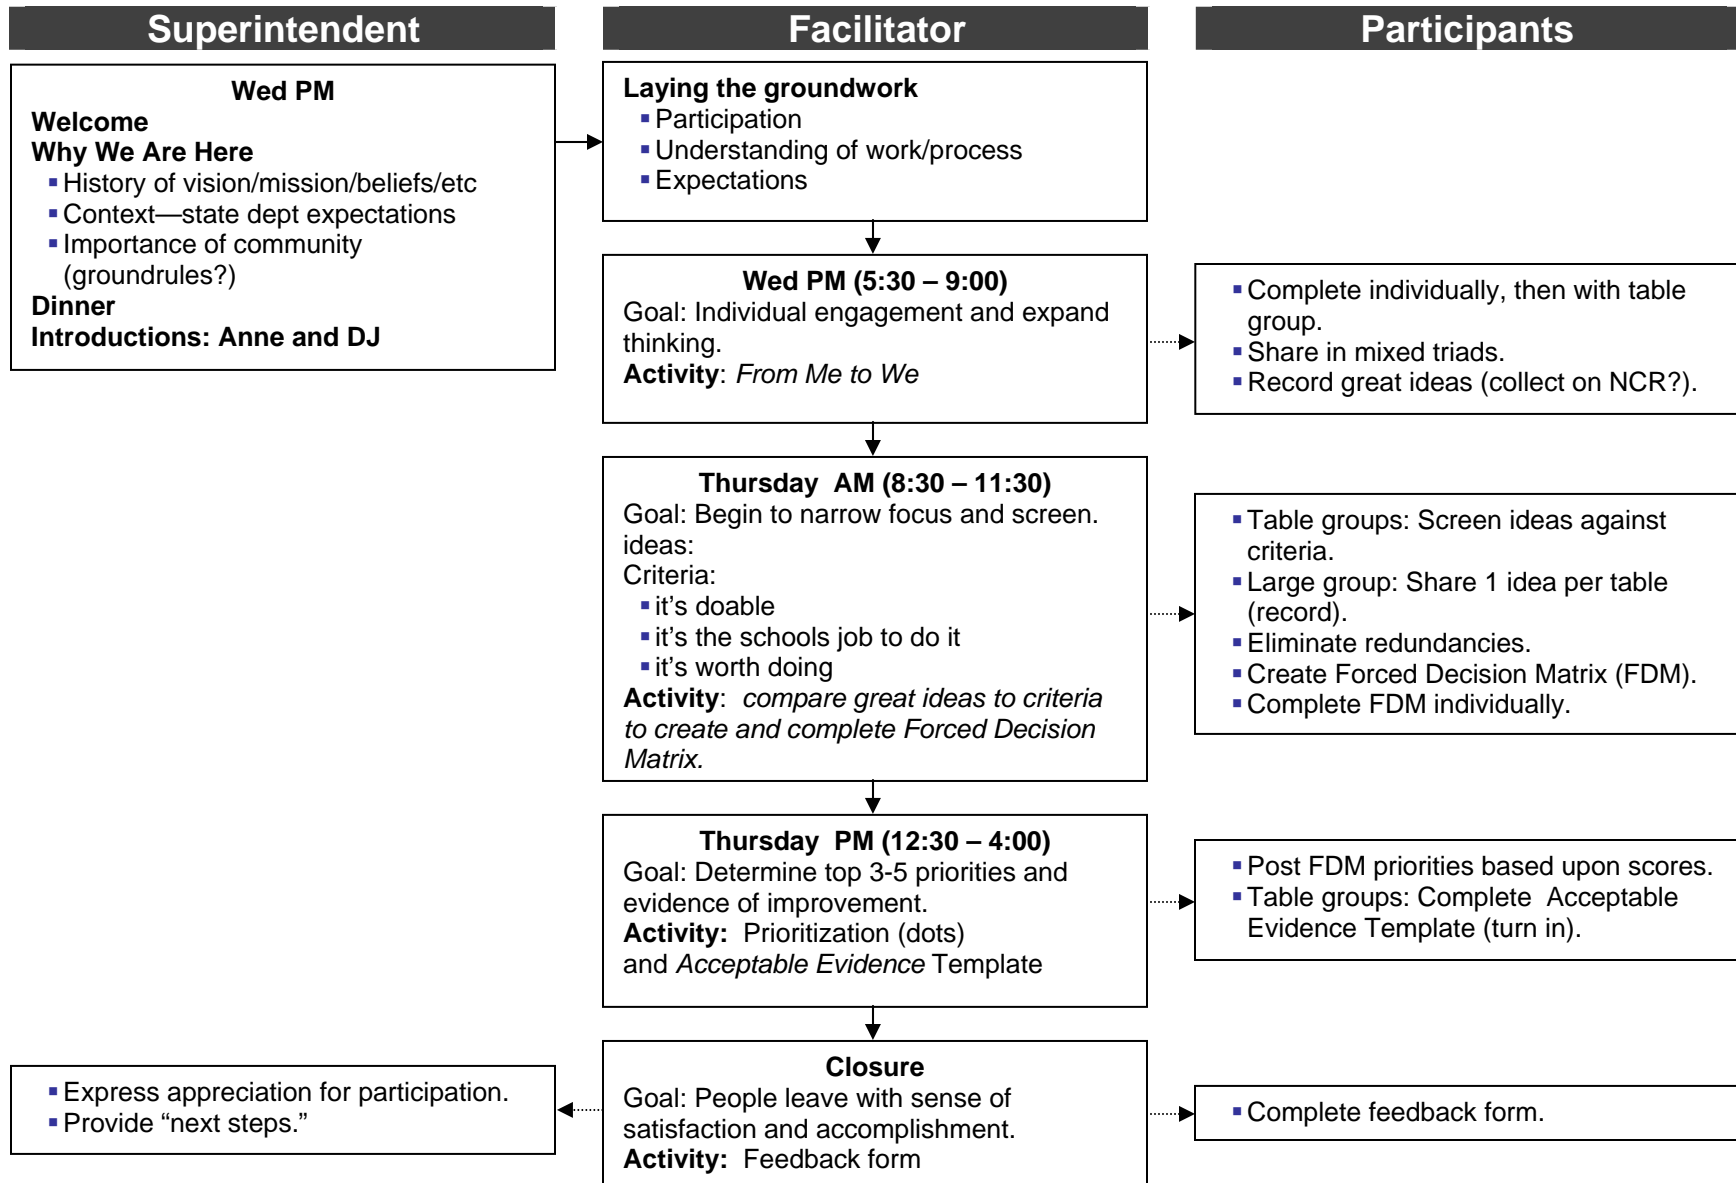 Superintendent
Facilitator
Participants
Wed PM
Welcome
Why We Are Here
▪ History of vision/mission/beliefs/etc
▪ Context—state dept expectations
▪ Importance of community
(groundrules?)
Dinner
Introductions: Anne and DJ
Laying the groundwork
▪ Participation
▪ Understanding of work/process
▪ Expectations
Wed PM (5:30 – 9:00)
Goal: Individual engagement and expand
thinking.
Activity: From Me to We
▪ Complete individually, then with table
group.
▪ Share in mixed triads.
▪ Record great ideas (collect on NCR?).
Thursday AM (8:30 – 11:30)
Goal: Begin to narrow focus and screen.
ideas:
Criteria:
▪ it’s doable
▪ it’s the schools job to do it
▪ it’s worth doing
Activity: compare great ideas to criteria
to create and complete Forced Decision
Matrix.
▪ Table groups: Screen ideas against
criteria.
▪ Large group: Share 1 idea per table
(record).
▪ Eliminate redundancies.
▪ Create Forced Decision Matrix (FDM).
▪ Complete FDM individually.
Thursday PM (12:30 – 4:00)
Goal: Determine top 3-5 priorities and
evidence of improvement.
Activity: Prioritization (dots)
and Acceptable Evidence Template
▪ Post FDM priorities based upon scores.
▪ Table groups: Complete Acceptable
Evidence Template (turn in).
▪ Express appreciation for participation.
▪ Provide “next steps.”
Closure
Goal: People leave with sense of
satisfaction and accomplishment.
Activity: Feedback form
▪ Complete feedback form.